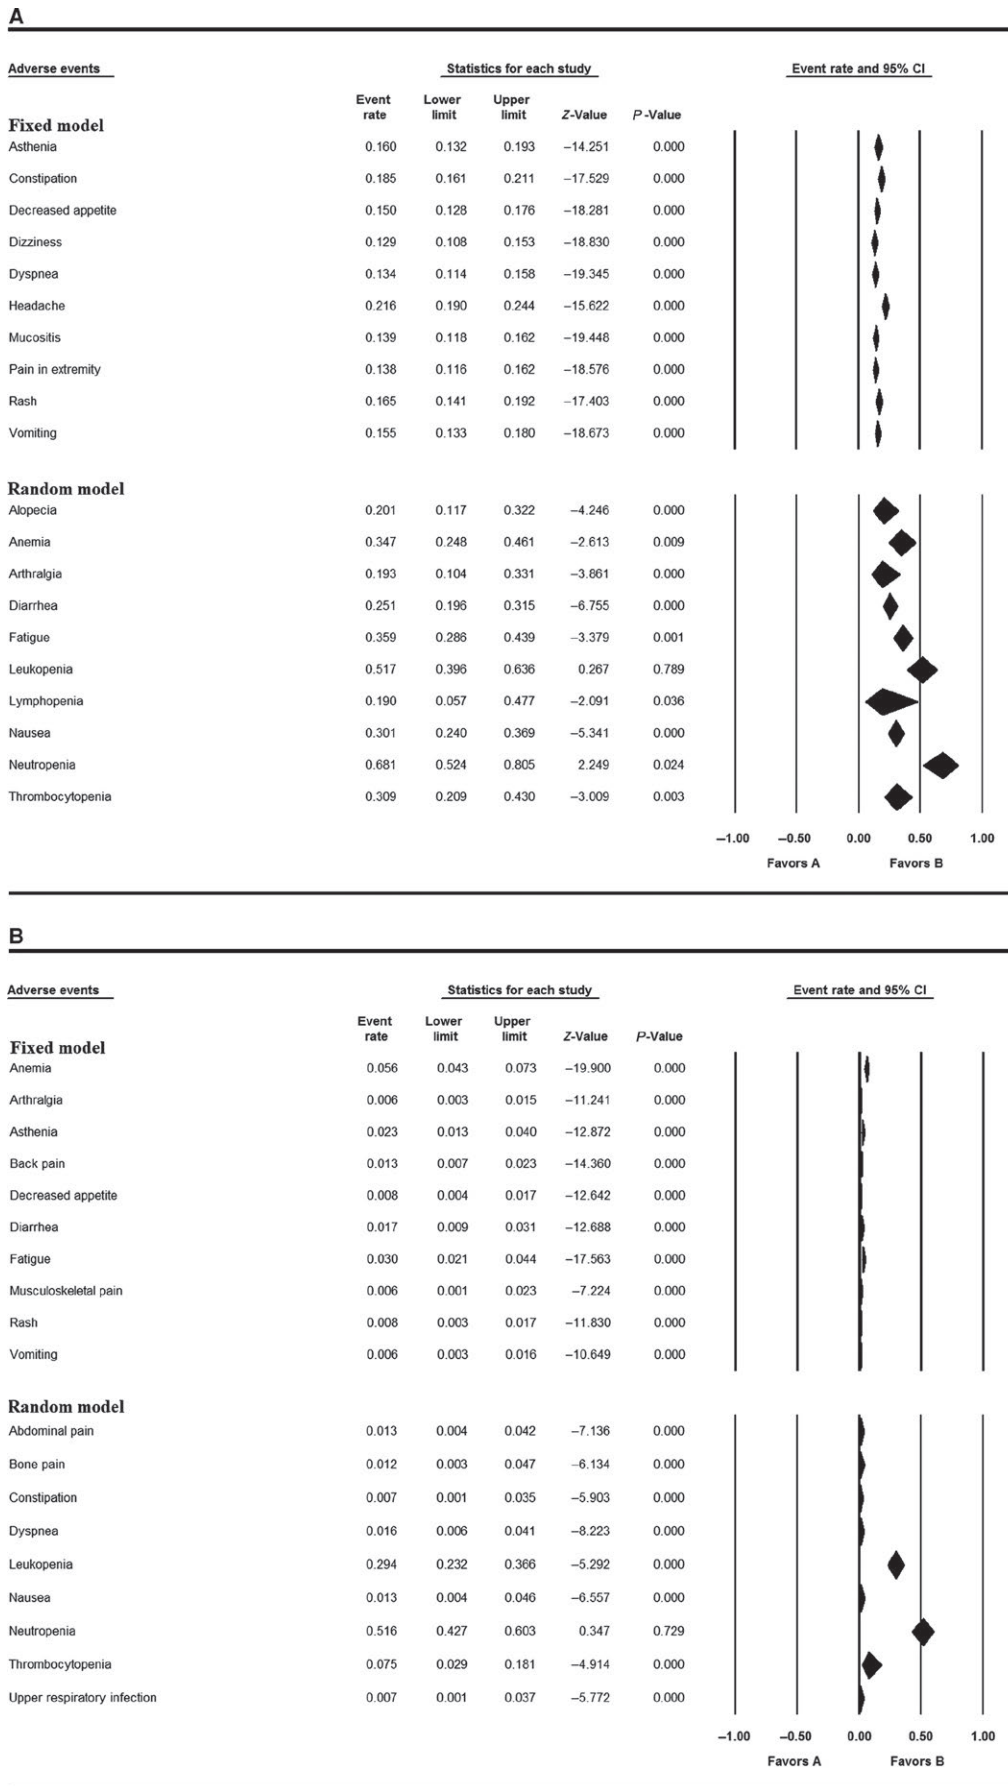 A
Adverse events Statistics for each study Event rate and 95% CI
Event rate Lower limit Upper limit Z-Value P-Value
Fixed model
Asthenia 0.160 0.132 0.193 –14.251 0.000
Constipation 0.185 0.161 0.211 –17.529 0.000
Decreased appetite 0.150 0.128 0.176 –18.281 0.000
Dizziness 0.129 0.108 0.153 –18.830 0.000
Dyspnea 0.134 0.114 0.158 –19.345 0.000
Headache 0.216 0.190 0.244 –15.622 0.000
Mucositis 0.139 0.118 0.162 –19.448 0.000
Pain in extremity 0.138 0.116 0.162 –18.576 0.000
Rash 0.165 0.141 0.192 –17.403 0.000
Vomiting 0.155 0.133 0.180 –18.673 0.000
Random model
Alopecia 0.201 0.117 0.322 –4.246 0.000
Anemia 0.347 0.248 0.461 –2.613 0.009
Arthralgia 0.193 0.104 0.331 –3.861 0.000
Diarrhea 0.251 0.196 0.315 –6.755 0.000
Fatigue 0.359 0.286 0.439 –3.379 0.001
Leukopenia 0.517 0.396 0.636 0.267 0.789
Lymphopenia 0.190 0.057 0.477 –2.091 0.036
Nausea 0.301 0.240 0.369 –5.341 0.000
Neutropenia 0.681 0.524 0.805 2.249 0.024
Thrombocytopenia 0.309 0.209 0.430 –3.009 0.003
–1.00 –0.50 0.00 0.50 1.00
Favors A Favors B
B
Adverse events Statistics for each study Event rate and 95% CI
Event rate Lower limit Upper limit Z-Value P-Value
Fixed model
Anemia 0.056 0.043 0.073 –19.900 0.000
Arthralgia 0.006 0.003 0.015 –11.241 0.000
Asthenia 0.023 0.013 0.040 –12.872 0.000
Back pain 0.013 0.007 0.023 –14.360 0.000
Decreased appetite 0.008 0.004 0.017 –12.642 0.000
Diarrhea 0.017 0.009 0.031 –12.688 0.000
Fatigue 0.030 0.021 0.044 –17.563 0.000
Musculoskeletal pain 0.006 0.001 0.023 –7.224 0.000
Rash 0.008 0.003 0.017 –11.830 0.000
Vomiting 0.006 0.003 0.016 –10.649 0.000
Random model
Abdominal pain 0.013 0.004 0.042 –7.136 0.000
Bone pain 0.012 0.003 0.047 –6.134 0.000
Constipation 0.007 0.001 0.035 –5.903 0.000
Dyspnea 0.016 0.006 0.041 –8.223 0.000
Leukopenia 0.294 0.232 0.366 –5.292 0.000
Nausea 0.013 0.004 0.046 –6.557 0.000
Neutropenia 0.516 0.427 0.603 0.347 0.729
Thrombocytopenia 0.075 0.029 0.181 –4.914 0.000
Upper respiratory infection 0.007 0.001 0.037 –5.772 0.000
–1.00 –0.50 0.00 0.50 1.00
Favors A Favors B